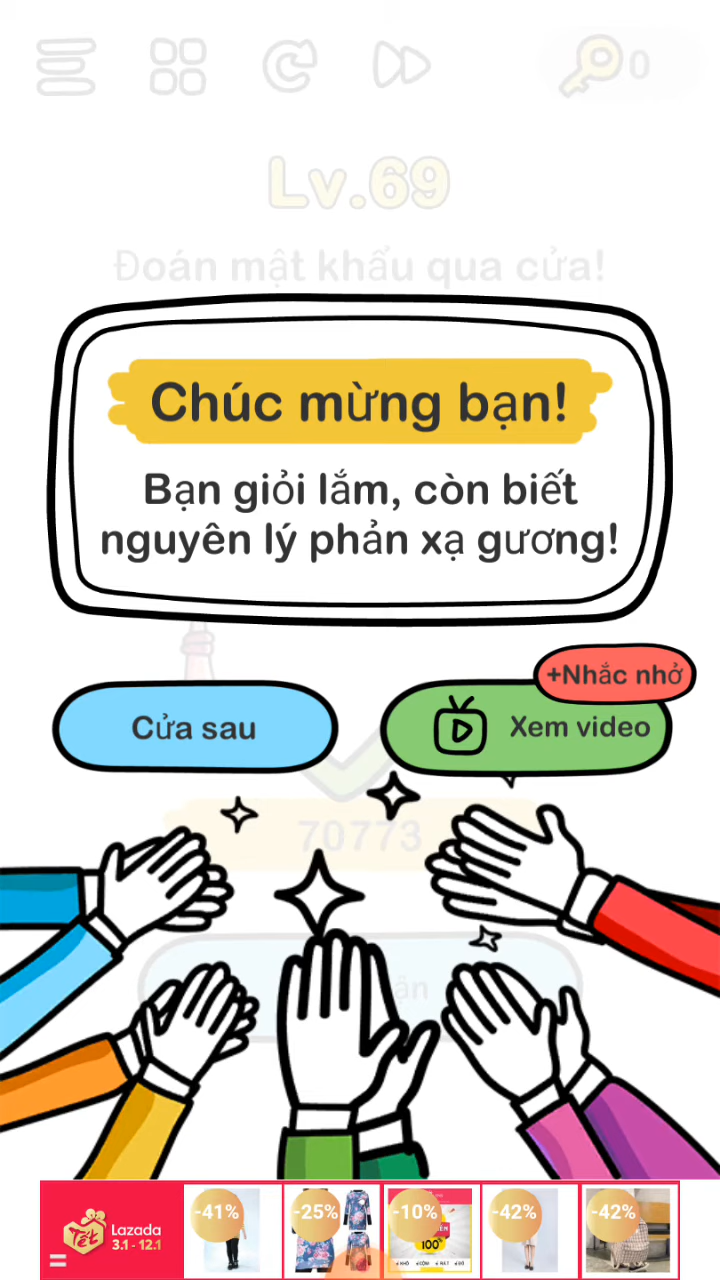 0
Lv.69
Đoán mật khẩu qua cửa!
Chúc mừng bạn!
Bạn giỏi lắm, còn biết
nguyên lý phản xạ gương!
+Nhắc nhở
Cửa sau
Xem video
70773
Tết
Lazada
3.1 - 12.1
-41%
-25%
-10%
100%
-42%
-42%